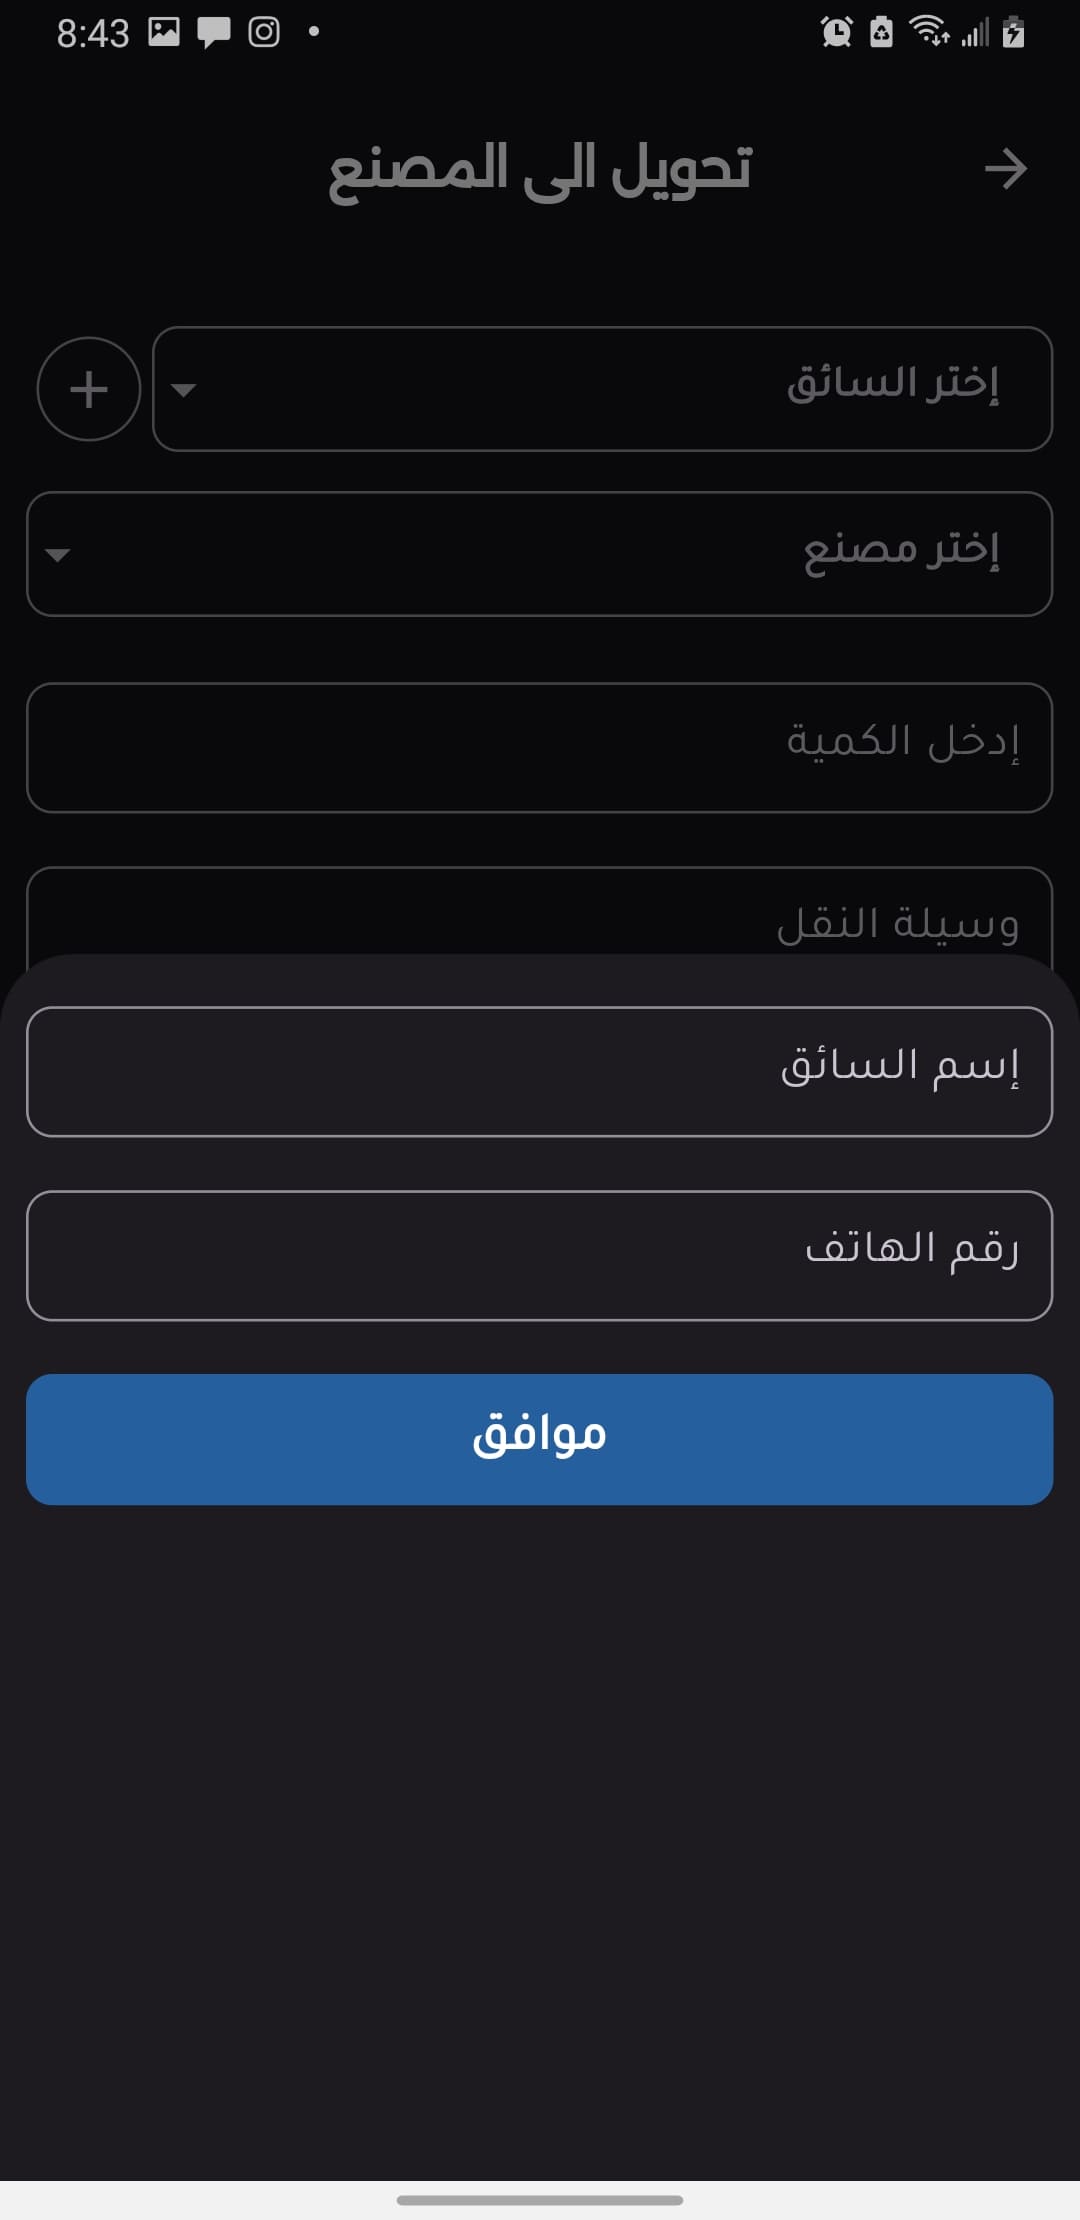 8:43
تحويل الى المصنع
إختر السائق
إختر مصنع
إدخل الكمية
وسيلة النقل
إسم السائق
رقم الهاتف
موافق